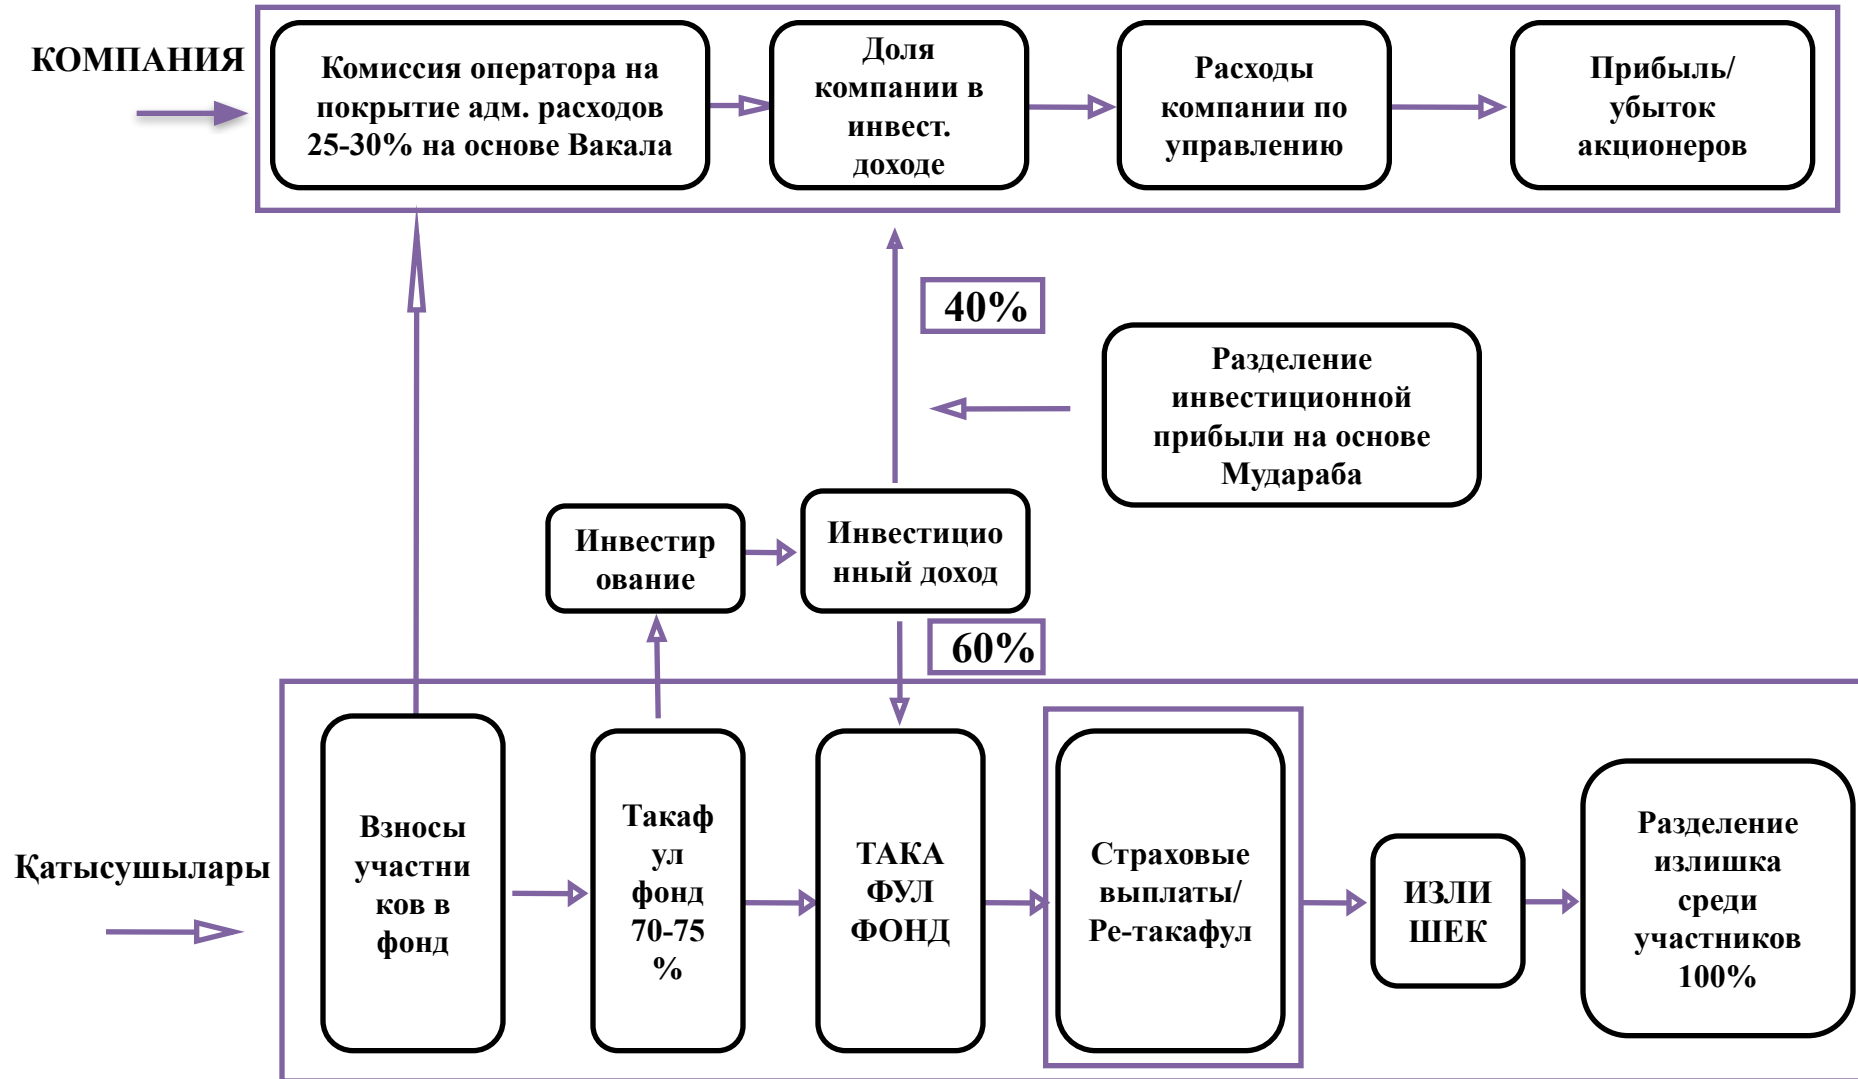 КОМПАНИЯ
Комиссия оператора на
покрытие адм. расходов
25-30% на основе Вакала
Доля
компании в
инвест.
доходе
Расходы
компании по
управлению
Прибыль/
убыток
акционеров
40%
Разделение
инвестиционной
прибыли на основе
Мудараба
Инвестир
ование
Инвестицио
нный доход
60%
Қатысушылары
Взносы
участни
ков в
фонд
Такаф
ул
фонд
70-75
%
ТАКА
ФУЛ
ФОНД
Страховые
выплаты/
Ре-такафул
ИЗЛИ
ШЕК
Разделение
излишка
среди
участников
100%